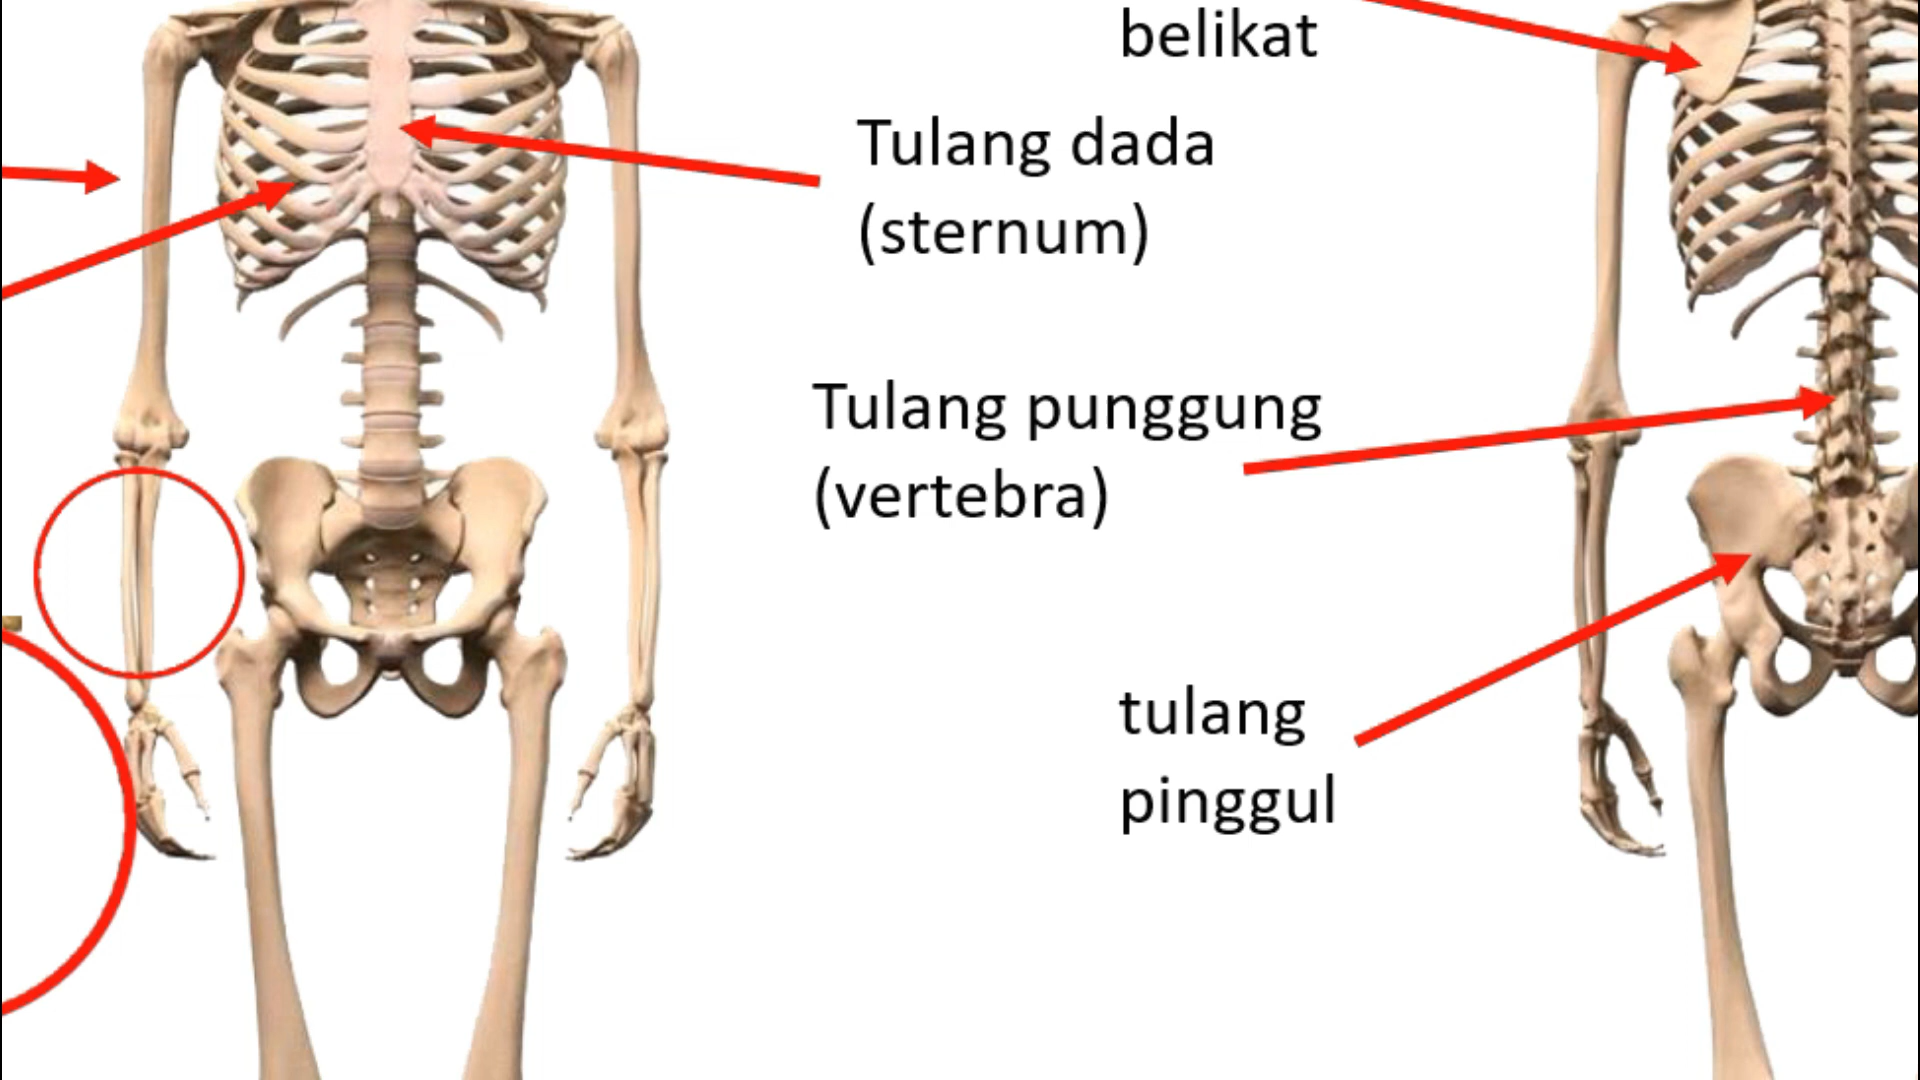 belikat
Tulang dada
(sternum)
Tulang punggung
(vertebra)
tulang
pinggul